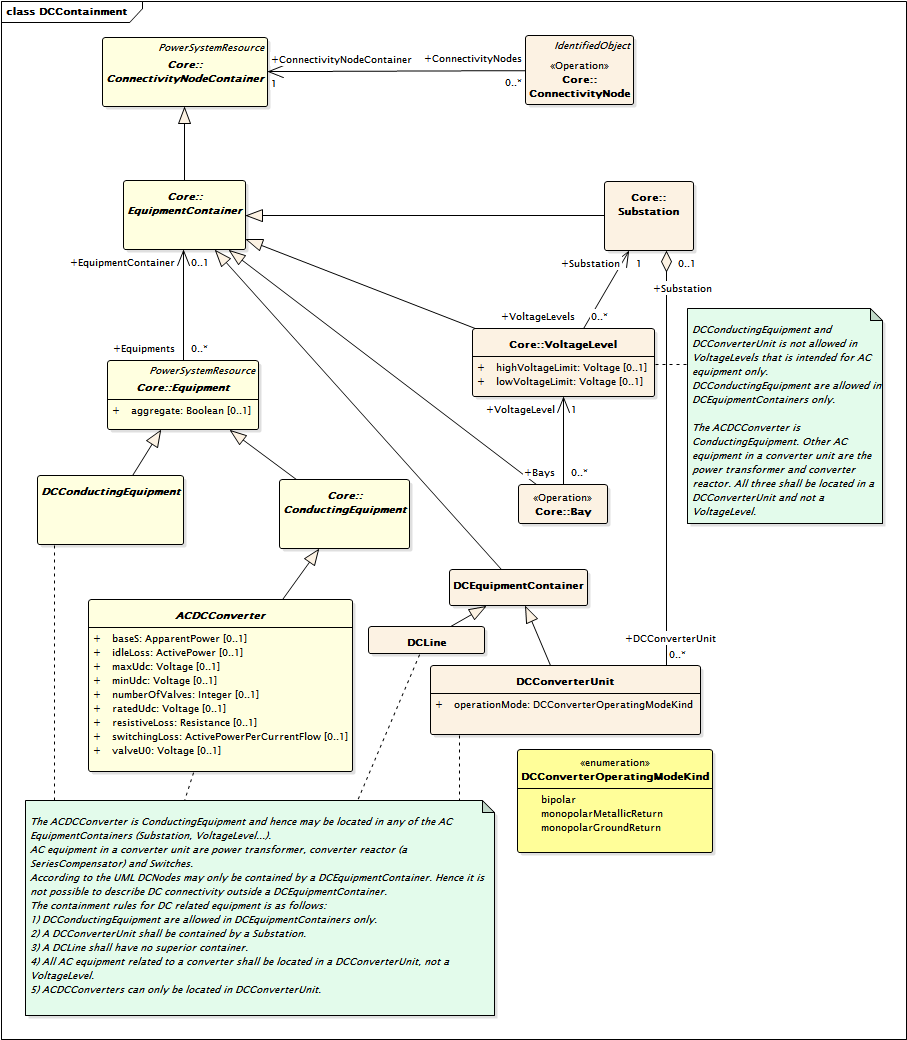 class DCContainment
PowerSystemResource
Core::
ConnectivityNodeContainer
+ConnectivityNodeContainer
+ConnectivityNodes
1
0..*
IdentifiedObject
«Operation»
Core::
ConnectivityNode
Core::
EquipmentContainer
Core::
Substation
+EquipmentContainer
0..1
+Substation
1
0..1
+Substation
+VoltageLevels
0..*
+Equipments
0..*
PowerSystemResource
Core::Equipment
+ aggregate: Boolean [0..1]
Core::VoltageLevel
+ highVoltageLimit: Voltage [0..1]
+ lowVoltageLimit: Voltage [0..1]
DCConductingEquipment and
DCConverterUnit is not allowed in
VoltageLevels that is intended for AC
equipment only.
DCConductingEquipment are allowed in
DCEquipmentContainers only.
The ACDCConverter is
ConductingEquipment. Other AC
equipment in a converter unit are the
power transformer and converter
reactor. All three shall be located in a
DCConverterUnit and not a
VoltageLevel.
+VoltageLevel
1
+Bays
0..*
«Operation»
Core::Bay
DCConductingEquipment
Core::
ConductingEquipment
DCEquipmentContainer
ACDCConverter
+ baseS: ApparentPower [0..1]
+ idleLoss: ActivePower [0..1]
+ maxUdc: Voltage [0..1]
+ minUdc: Voltage [0..1]
+ numberOfValves: Integer [0..1]
+ ratedUdc: Voltage [0..1]
+ resistiveLoss: Resistance [0..1]
+ switchingLoss: ActivePowerPerCurrentFlow [0..1]
+ valveU0: Voltage [0..1]
DCLine
+DCConverterUnit
0..*
DCConverterUnit
+ operationMode: DCConverterOperatingModeKind
«enumeration»
DCConverterOperatingModeKind
bipolar
monopolarMetallicReturn
monopolarGroundReturn
The ACDCConverter is ConductingEquipment and hence may be located in any of the AC
EquipmentContainers (Substation, VoltageLevel...).
AC equipment in a converter unit are power transformer, converter reactor (a
SeriesCompensator) and Switches.
According to the UML DCNodes may only be contained by a DCEquipmentContainer. Hence it is
not possible to describe DC connectivity outside a DCEquipmentContainer.
The containment rules for DC related equipment is as follows:
1) DCConductingEquipment are allowed in DCEquipmentContainers only.
2) A DCConverterUnit shall be contained by a Substation.
3) A DCLine shall have no superior container.
4) All AC equipment related to a converter shall be located in a DCConverterUnit, not a
VoltageLevel.
5) ACDCConverters can only be located in DCConverterUnit.